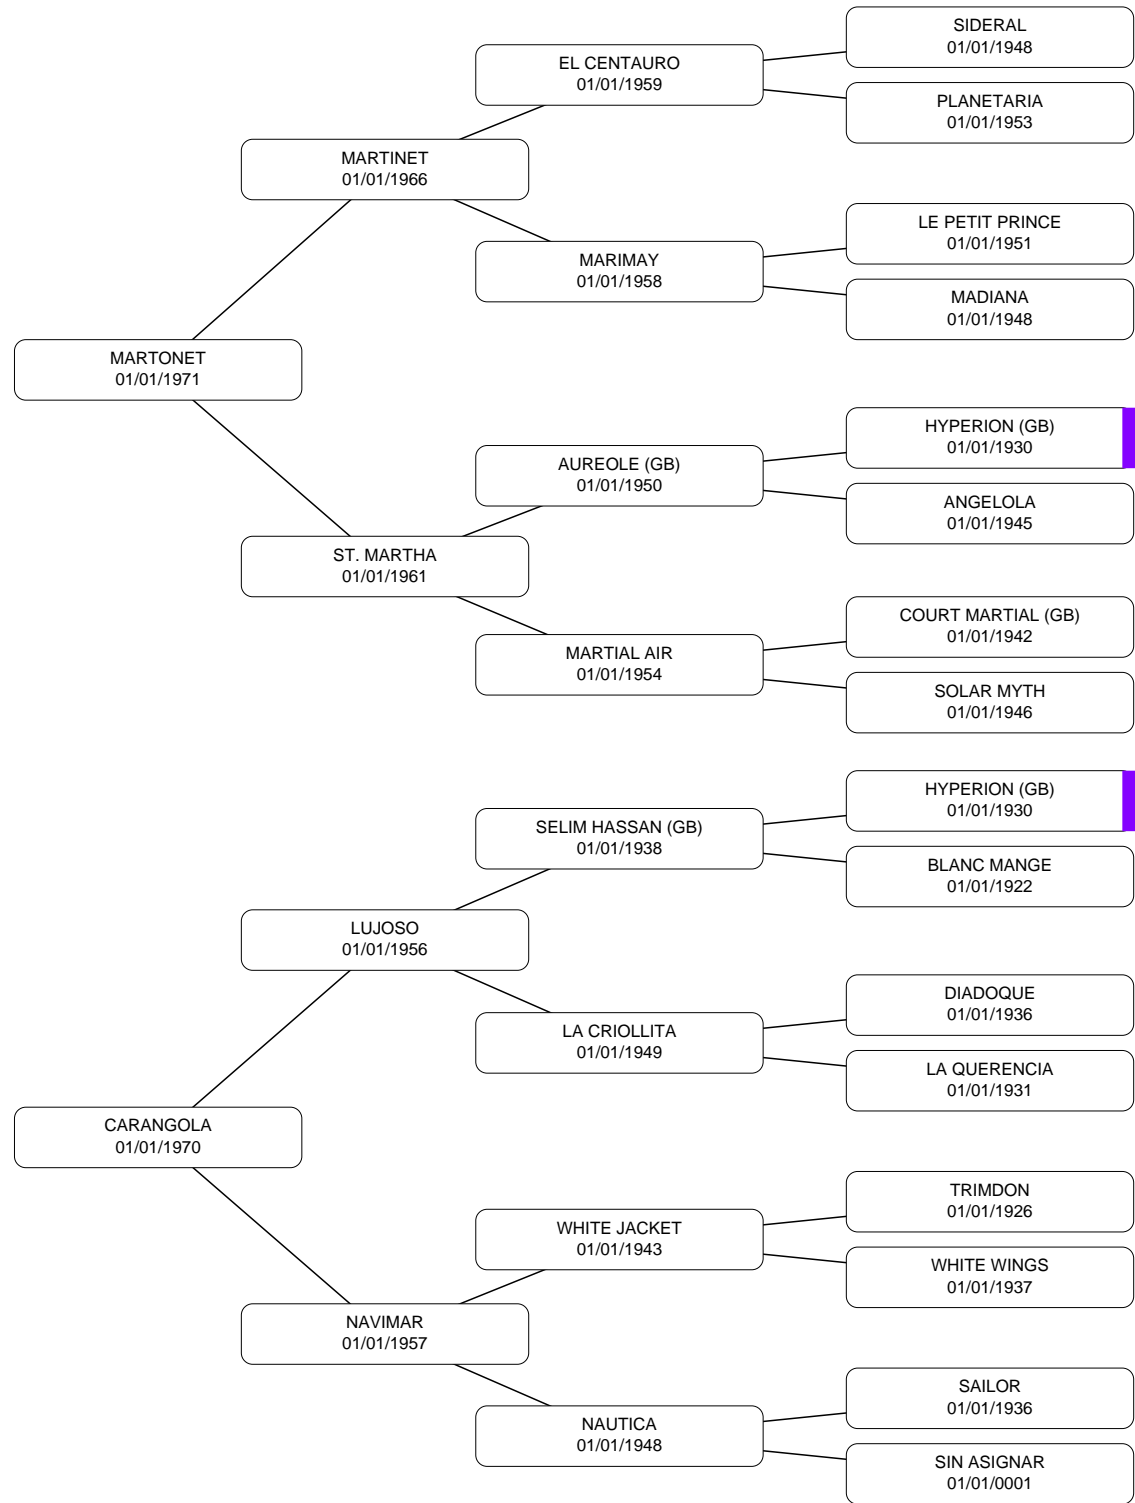 SIDERAL
01/01/1948
EL CENTAURO
01/01/1959
PLANETARIA
01/01/1953
MARTINET
01/01/1966
LE PETIT PRINCE
01/01/1951
MARIMAY
01/01/1958
MADIANA
01/01/1948
MARTONET
01/01/1971
HYPERION (GB)
01/01/1930
AUREOLE (GB)
01/01/1950
ANGELOLA
01/01/1945
ST. MARTHA
01/01/1961
COURT MARTIAL (GB)
01/01/1942
MARTIAL AIR
01/01/1954
SOLAR MYTH
01/01/1946
HYPERION (GB)
01/01/1930
SELIM HASSAN (GB)
01/01/1938
BLANC MANGE
01/01/1922
LUJOSO
01/01/1956
DIADOQUE
01/01/1936
LA CRIOLLITA
01/01/1949
LA QUERENCIA
01/01/1931
CARANGOLA
01/01/1970
TRIMDON
01/01/1926
WHITE JACKET
01/01/1943
WHITE WINGS
01/01/1937
NAVIMAR
01/01/1957
SAILOR
01/01/1936
NAUTICA
01/01/1948
SIN ASIGNAR
01/01/0001